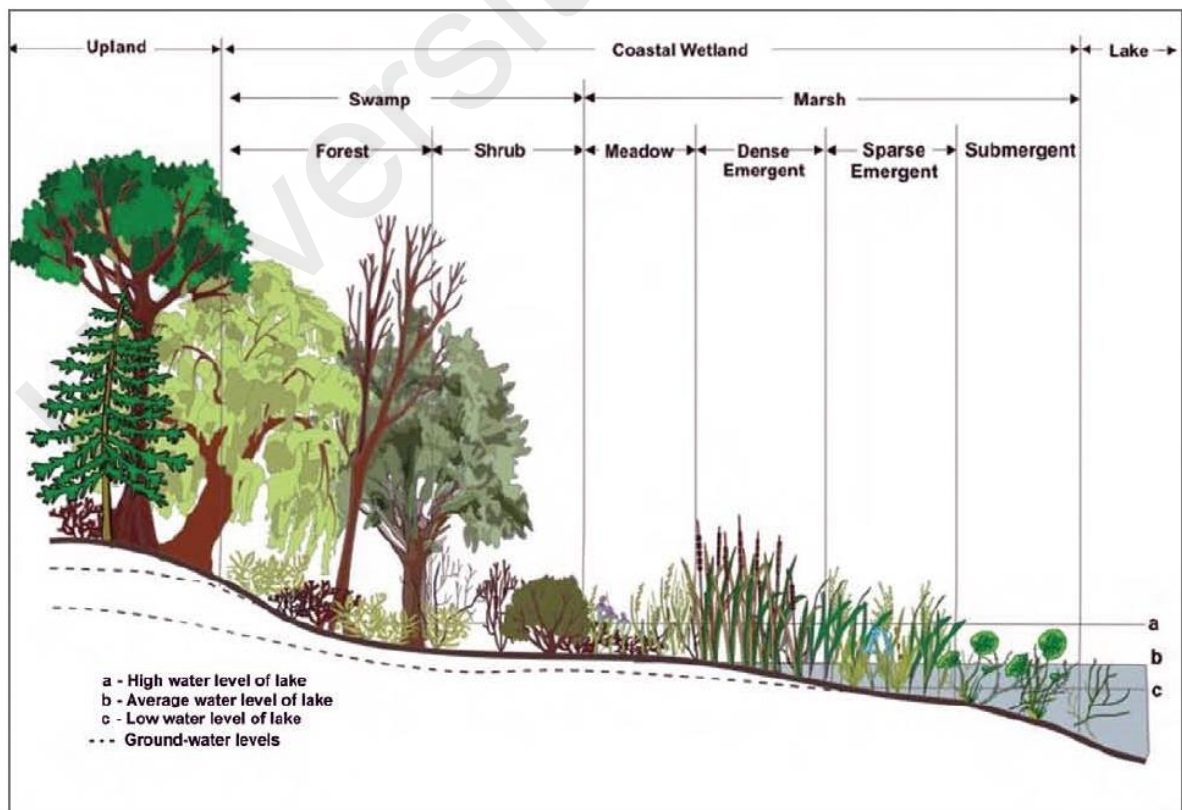 Upland
Coastal Wetland
Lake
Swamp
Marsh
Forest
Shrub
Meadow
Dense
Emergent
Sparse
Emergent
Submergent
a
b
c
a - High water level of lake
b - Average water level of lake
c - Low water level of lake
--- Ground-water levels